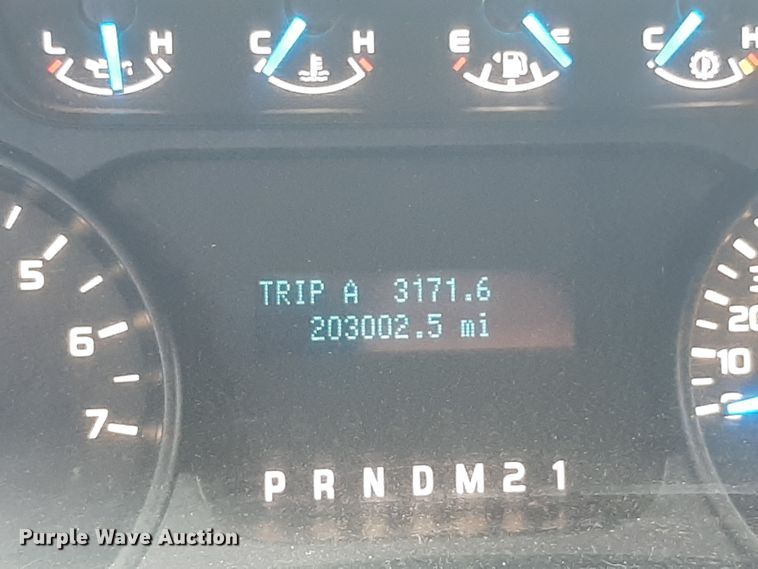 L H C H E F C H
5
6
7
TRIP A 3171.6
203002.5 mi
20
10
P R N D M 2 1
Purple Wave Auction